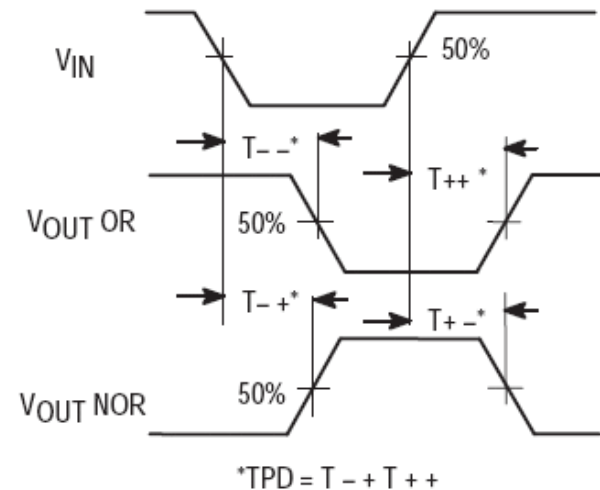 VIN
50%
T– –*
T++ *
VOUT OR
50%
T– +*
T+ –*
VOUT NOR
50%
*TPD = T – + T + +